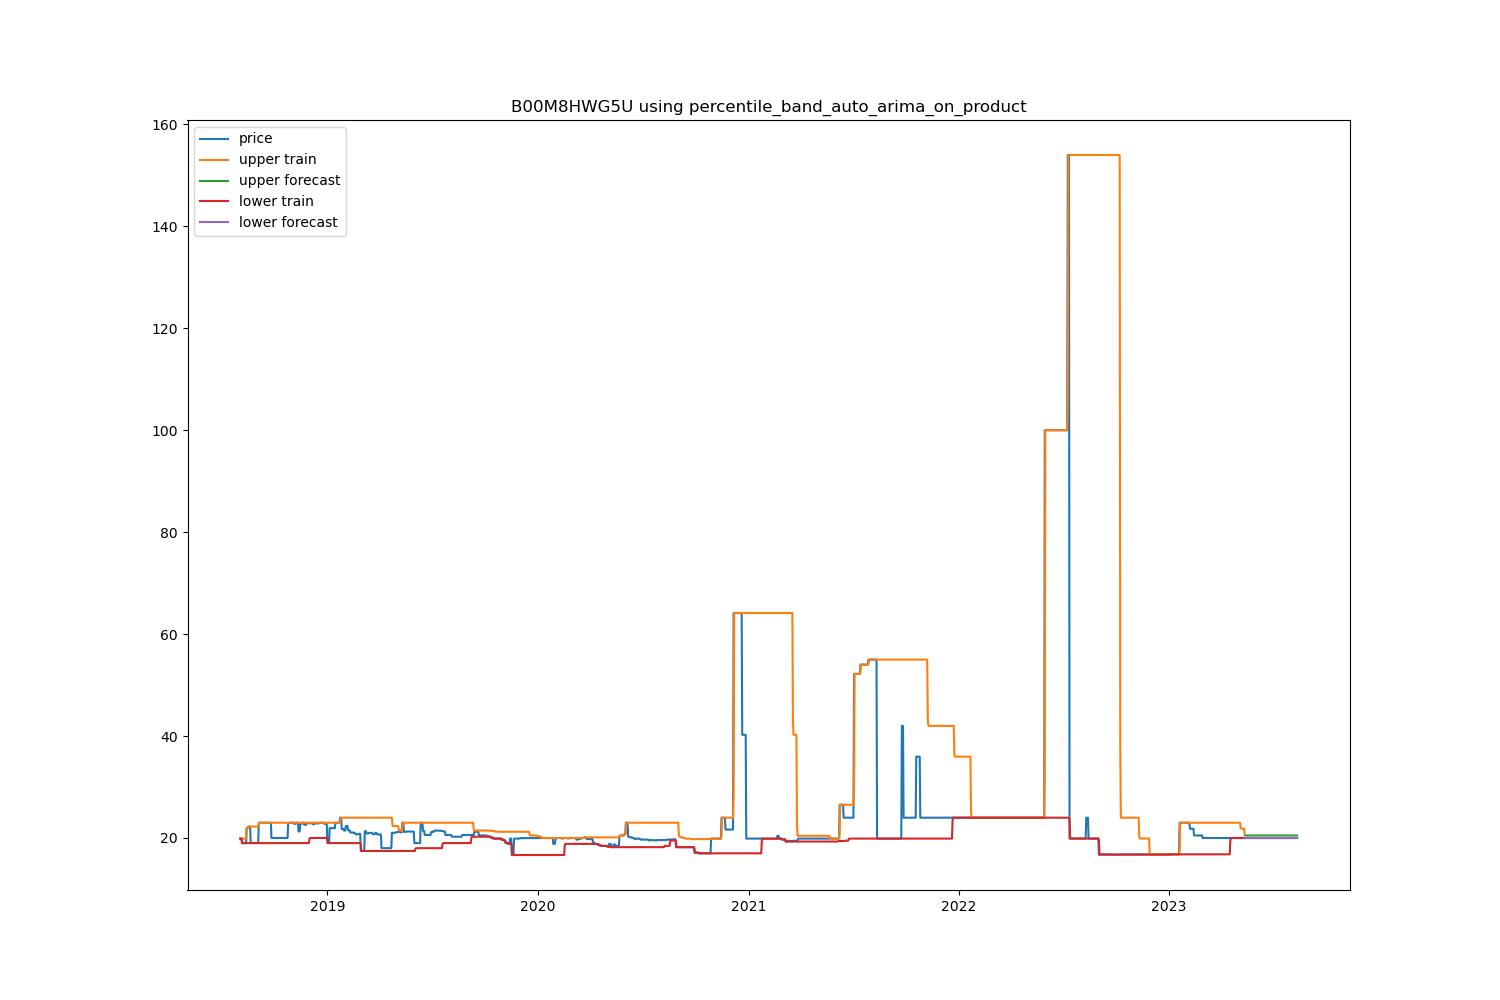 B00M8HWG5U using percentile_band_auto_arima_on_product
160
140
120
100
80
60
40
20
price
upper train
upper forecast
lower train
lower forecast
2019 2020 2021 2022 2023